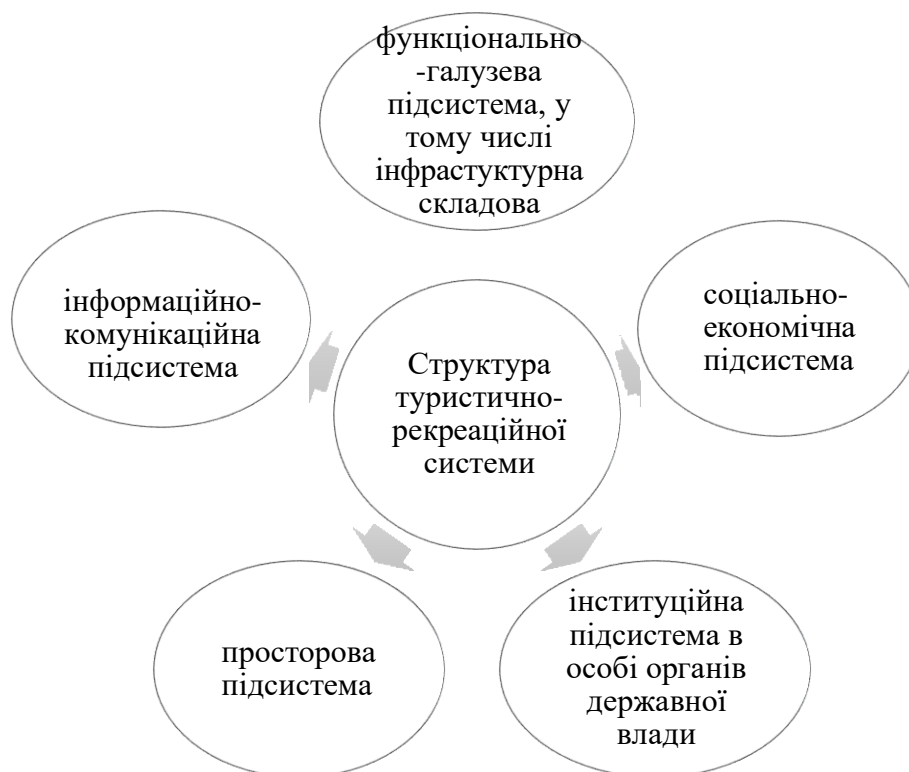 функціонально
-галузева
підсистема, у
тому числі
інфрастуктурна
складова
інформаційно-
комунікаційна
підсистема
соціально-
економічна
підсистема
Структура
туристично-
рекреаційної
системи
просторова
підсистема
інституційна
підсистема в
особі органів
державної
влади